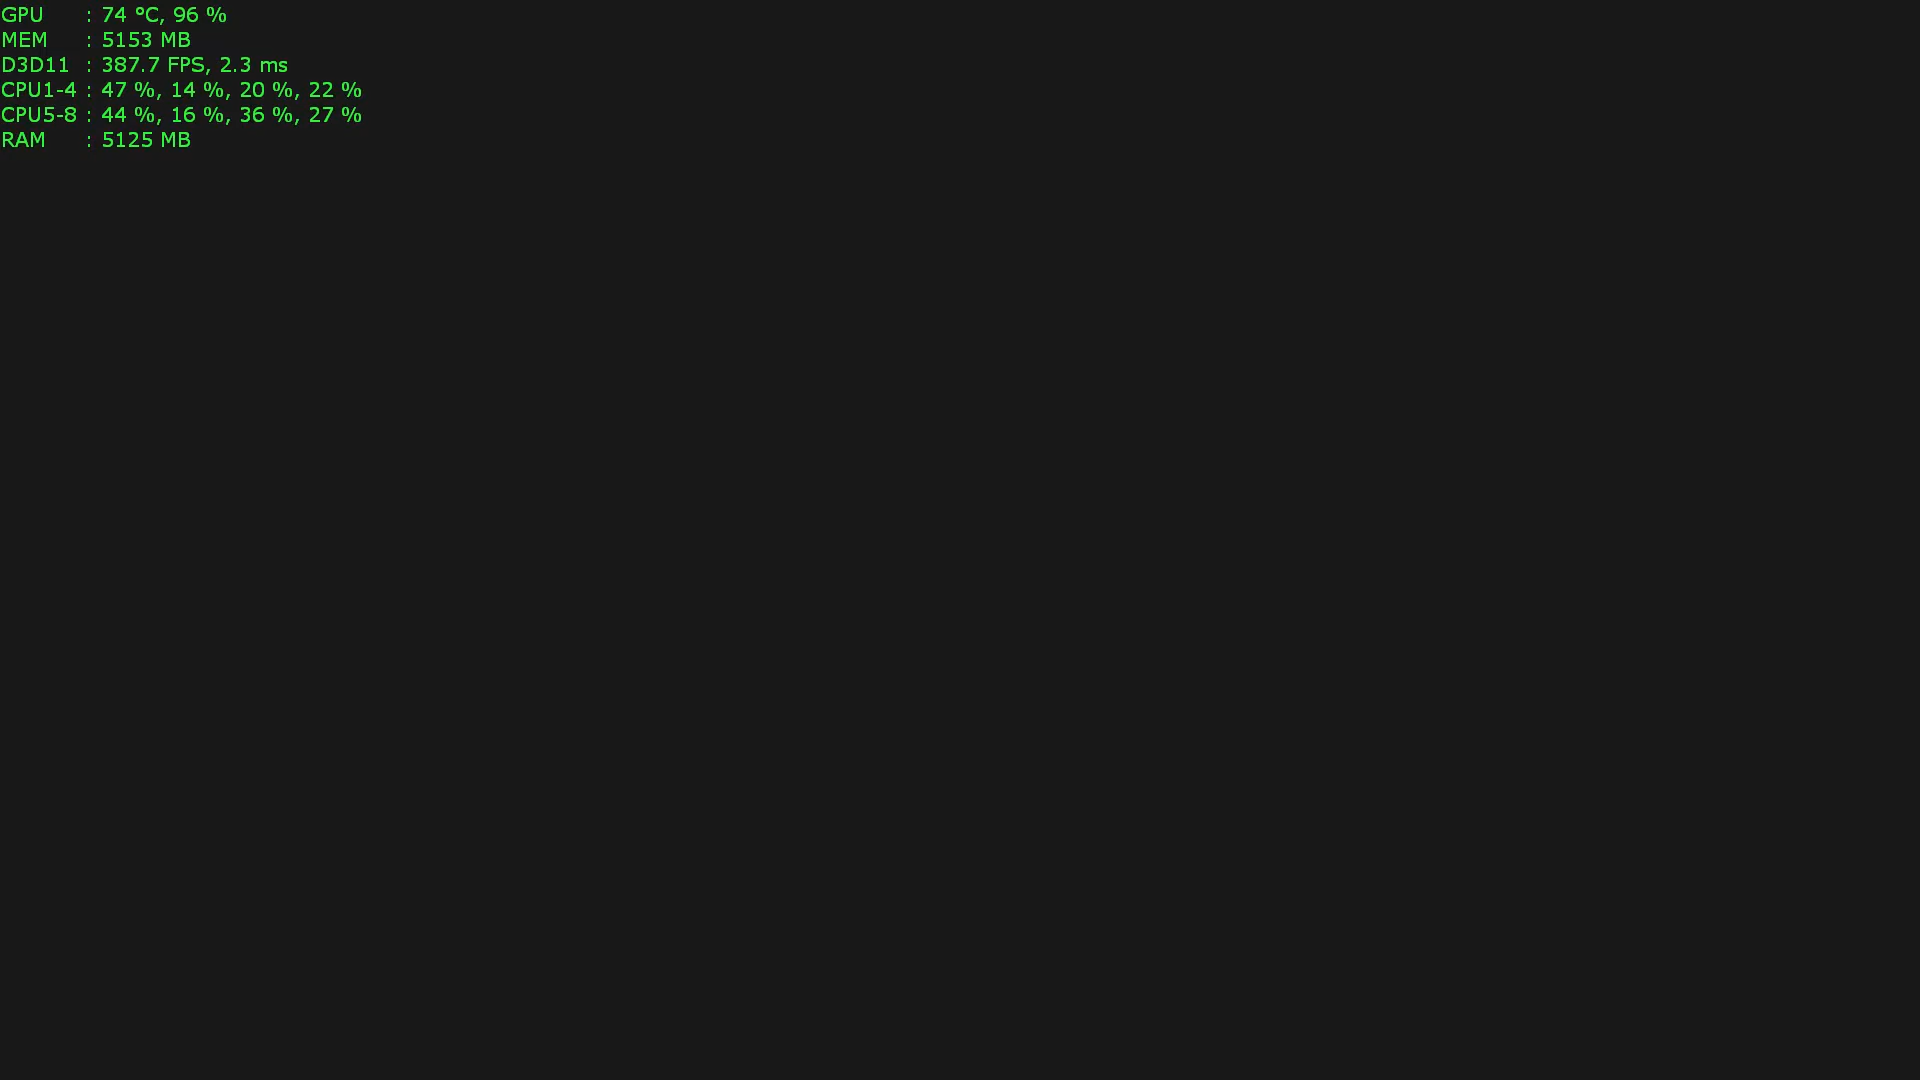 GPU : 74 °C, 96 %
MEM : 5153 MB
D3D11 : 387.7 FPS, 2.3 ms
CPU1-4 : 47 %, 14 %, 20 %, 22 %
CPU5-8 : 44 %, 16 %, 36 %, 27 %
RAM : 5125 MB